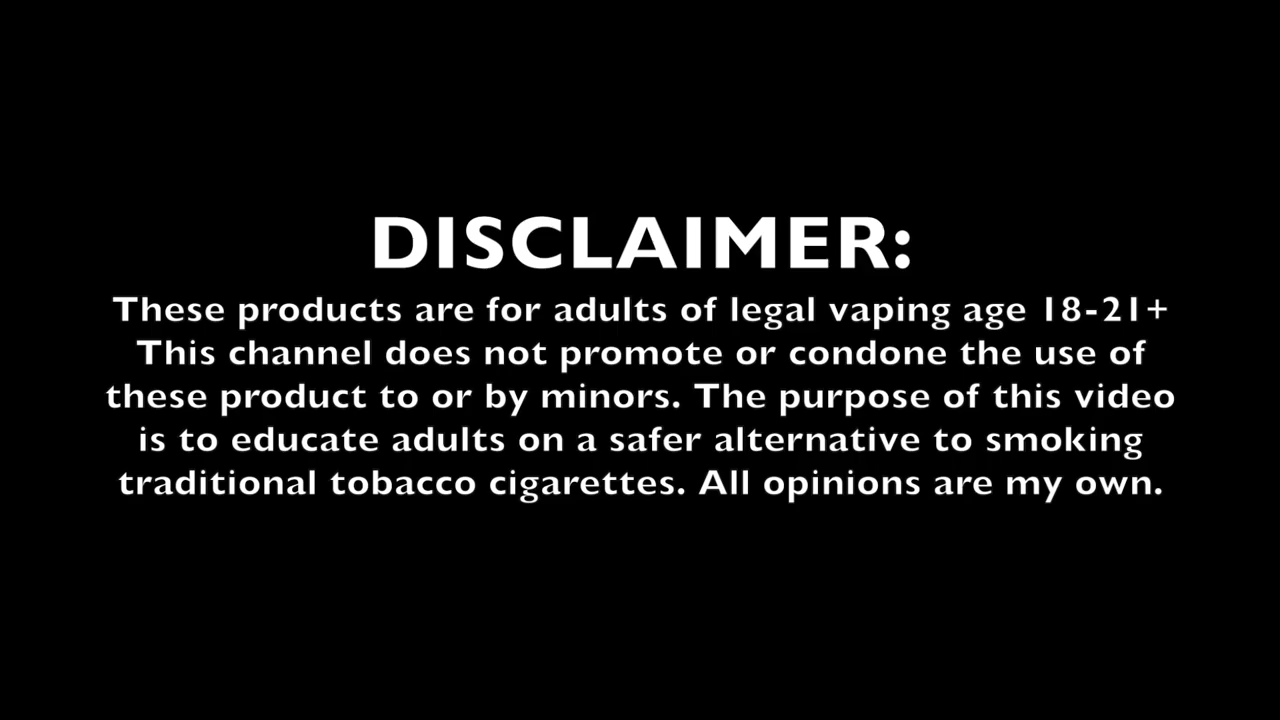 DISCLAIMER:
These products are for adults of legal vaping age 18-21+
This channel does not promote or condone the use of
these product to or by minors. The purpose of this video
is to educate adults on a safer alternative to smoking
traditional tobacco cigarettes. All opinions are my own.